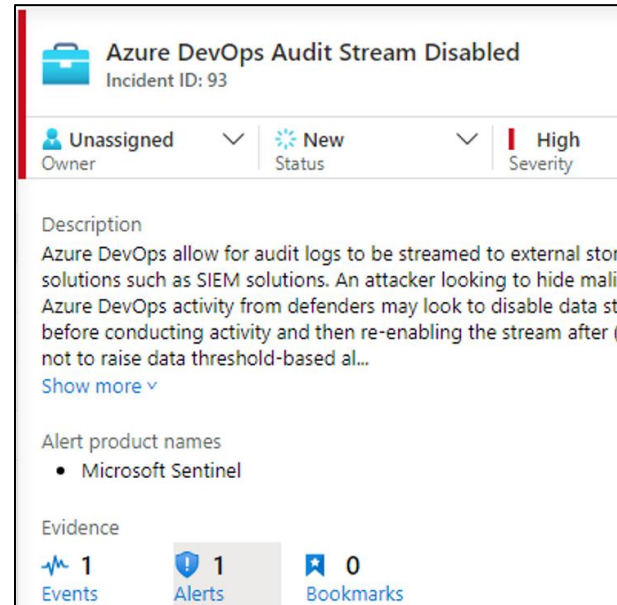 Azure DevOps Audit Stream Disabled
Incident ID: 93
Unassigned New High
Owner Status Severity
Description
Azure DevOps allow for audit logs to be streamed to external
solutions such as SIEM solutions. An attacker looking to hide
Azure DevOps activity from defenders may look to disable data
before conducting activity and then re-enabling the stream after (
not to raise data threshold-based al...
Show more
Alert product names
• Microsoft Sentinel
Evidence
1 1 0
Events Alerts Bookmarks